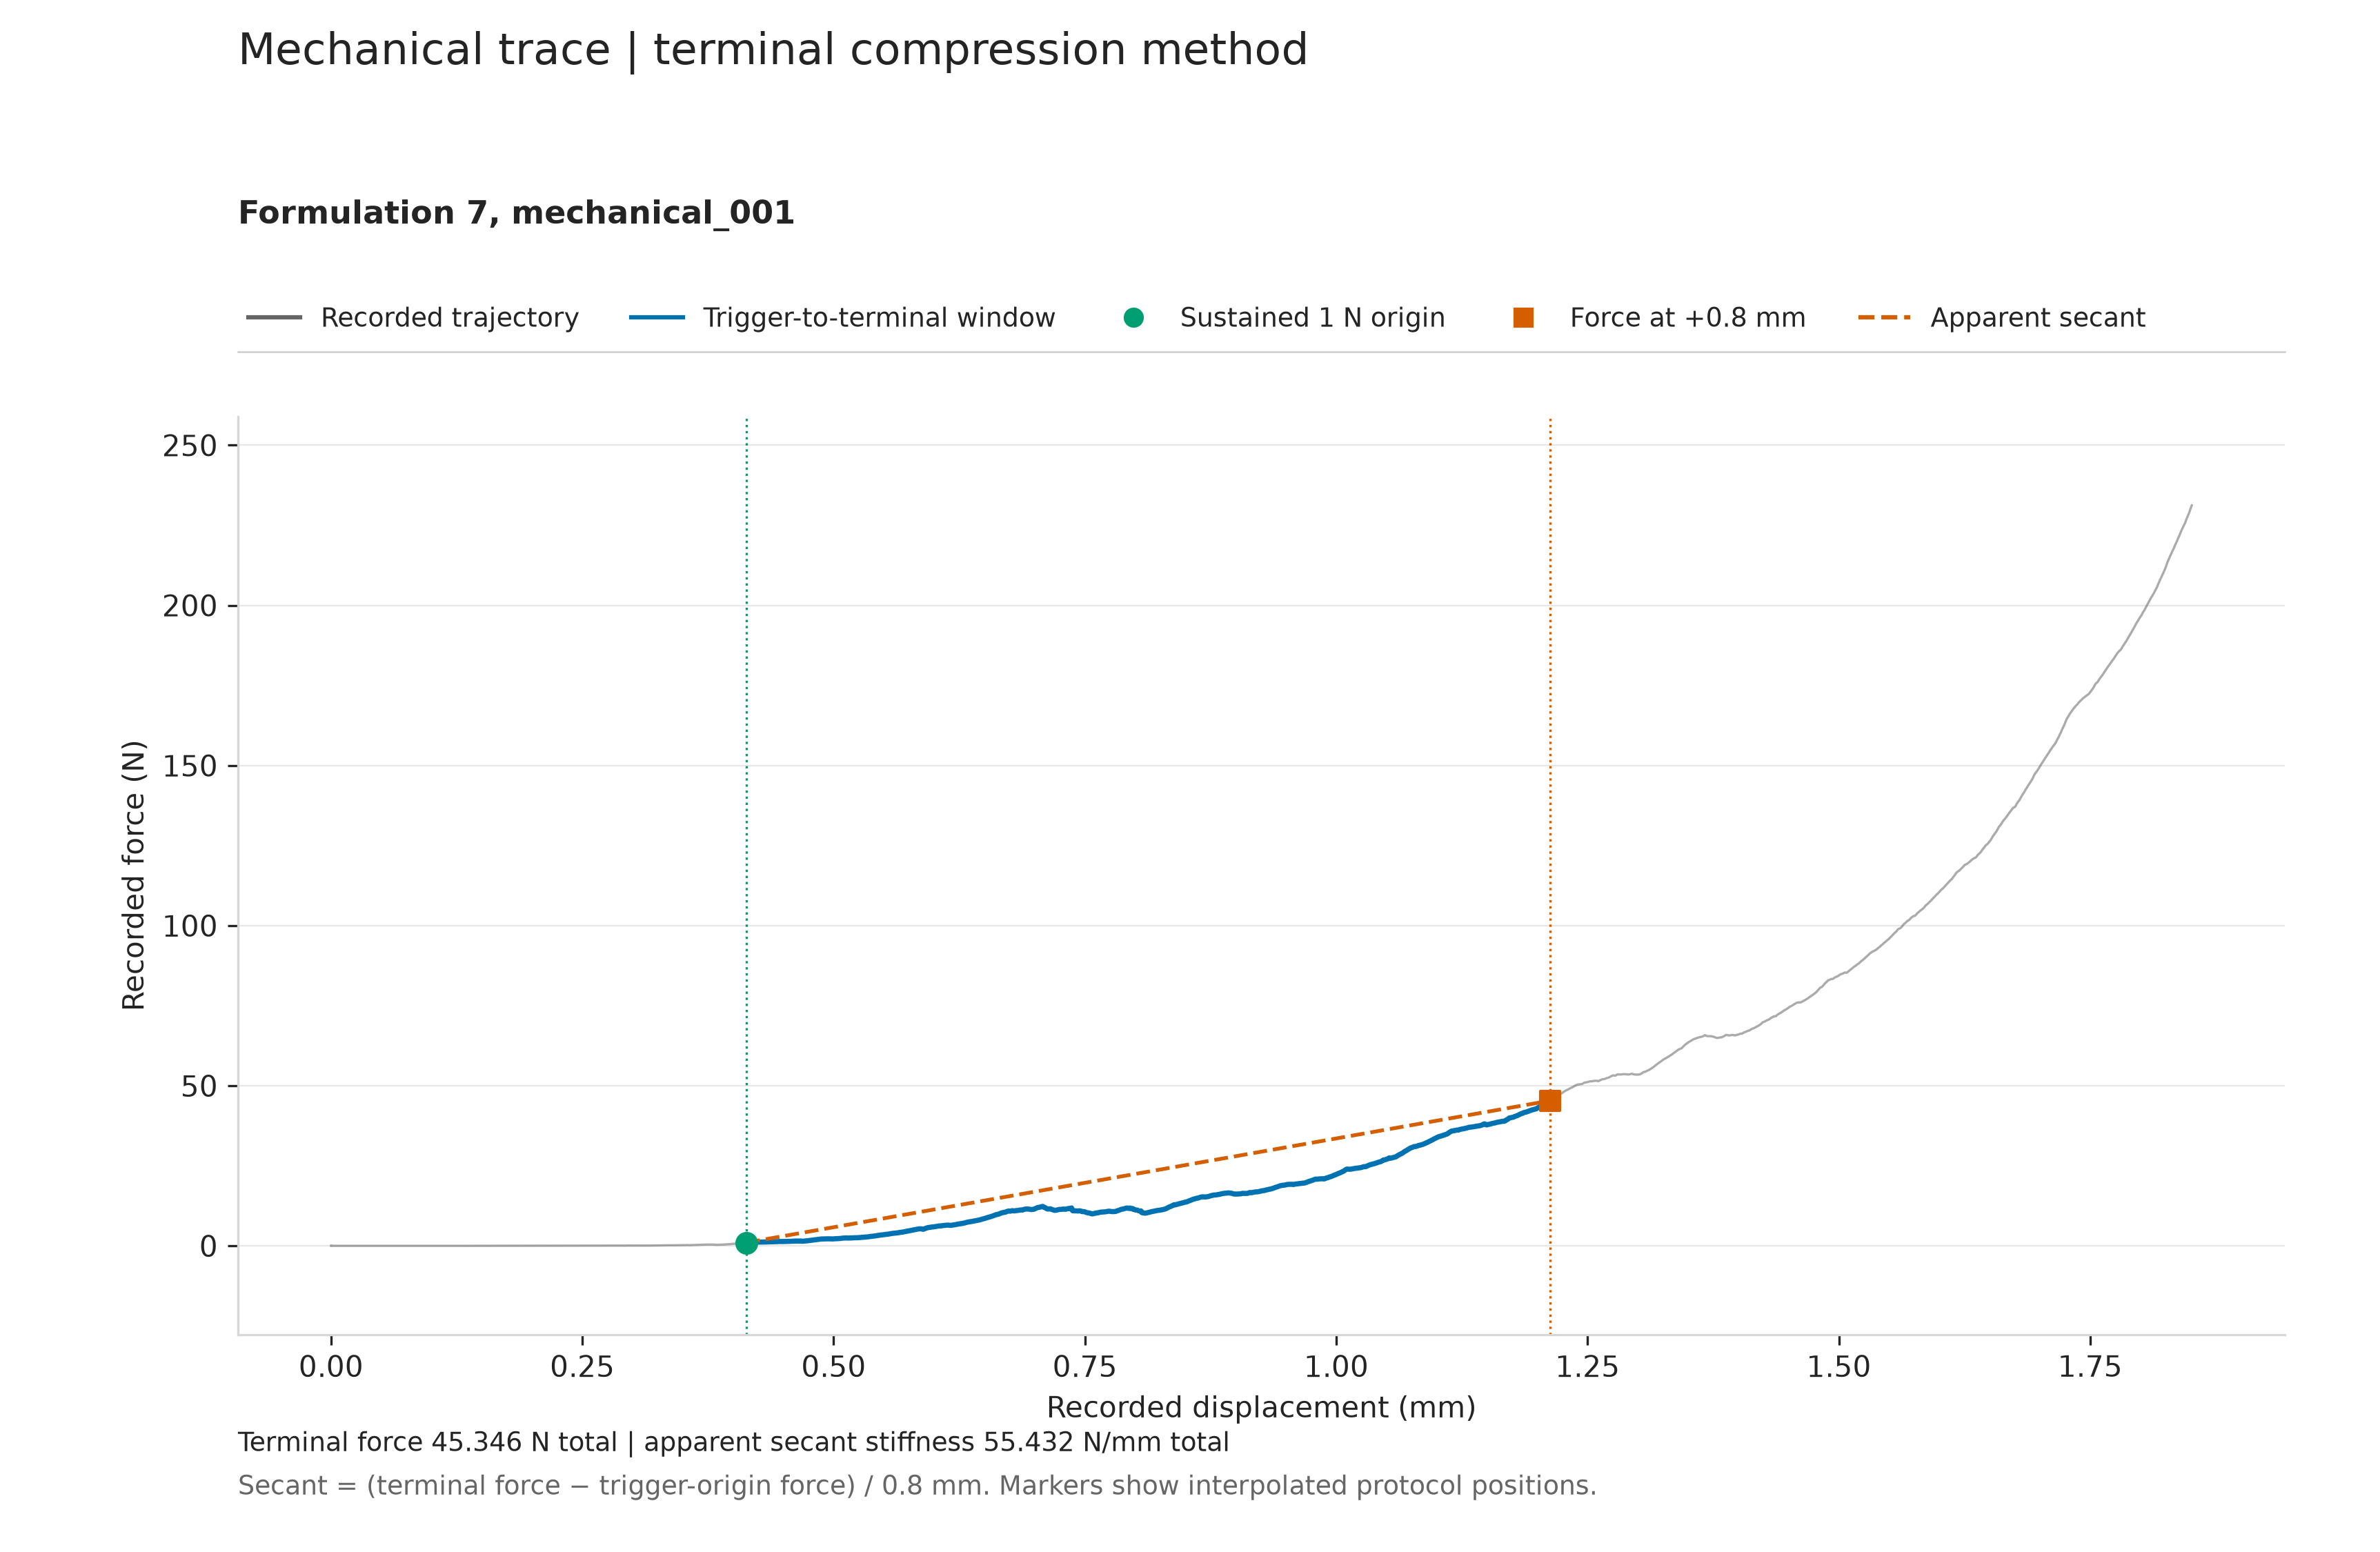 Mechanical trace | terminal compression method
Formulation 7, mechanical_001
Recorded trajectory
Trigger-to-terminal window
Sustained 1 N origin
Force at +0.8 mm
Apparent secant
250
200
150
100
50
0
Recorded force (N)
0.00
0.25
0.50
0.75
1.00
1.25
1.50
1.75
Recorded displacement (mm)
Terminal force 45.346 N total | apparent secant stiffness 55.432 N/mm total
Secant = (terminal force − trigger-origin force) / 0.8 mm. Markers show interpolated protocol positions.